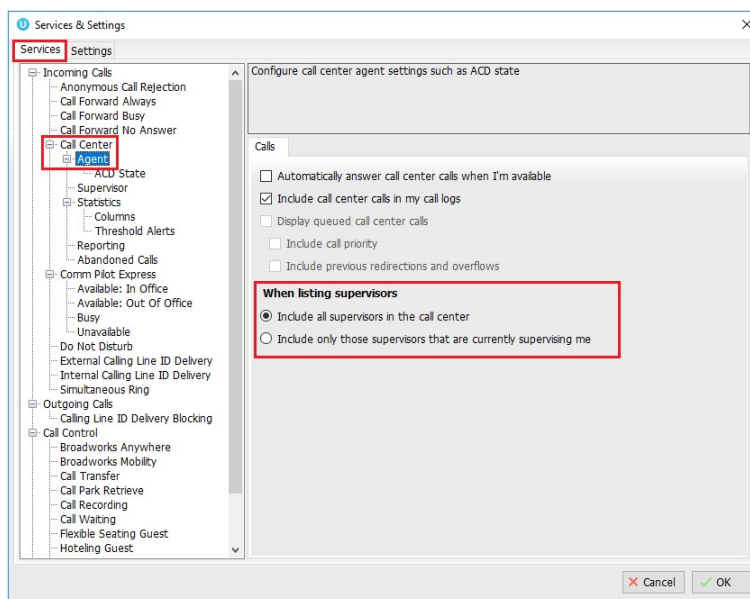 Services & Settings
Services Settings
Incoming Calls
Anonymous Call Rejection
Call Forward Always
Call Forward Busy
Call Forward No Answer
Call Center
Agent
ACD State
Supervisor
Statistics
Columns
Threshold Alerts
Reporting
Abandoned Calls
Comm Pilot Express
Available: In Office
Available: Out Of Office
Busy
Unavailable
Do Not Disturb
External Calling Line ID Delivery
Internal Calling Line ID Delivery
Simultaneous Ring
Outgoing Calls
Calling Line ID Delivery Blocking
Call Control
Broadworks Anywhere
Broadworks Mobility
Call Transfer
Call Park Retrieve
Call Recording
Call Waiting
Flexible Seating Guest
Hoteling Guest
Configure call center agent settings such as ACD state
Calls
Automatically answer call center calls when I'm available
Include call center calls in my call logs
Display queued call center calls
Include call priority
Include previous redirections and overflows
When listing supervisors
Include all supervisors in the call center
Include only those supervisors that are currently supervising me
Cancel OK